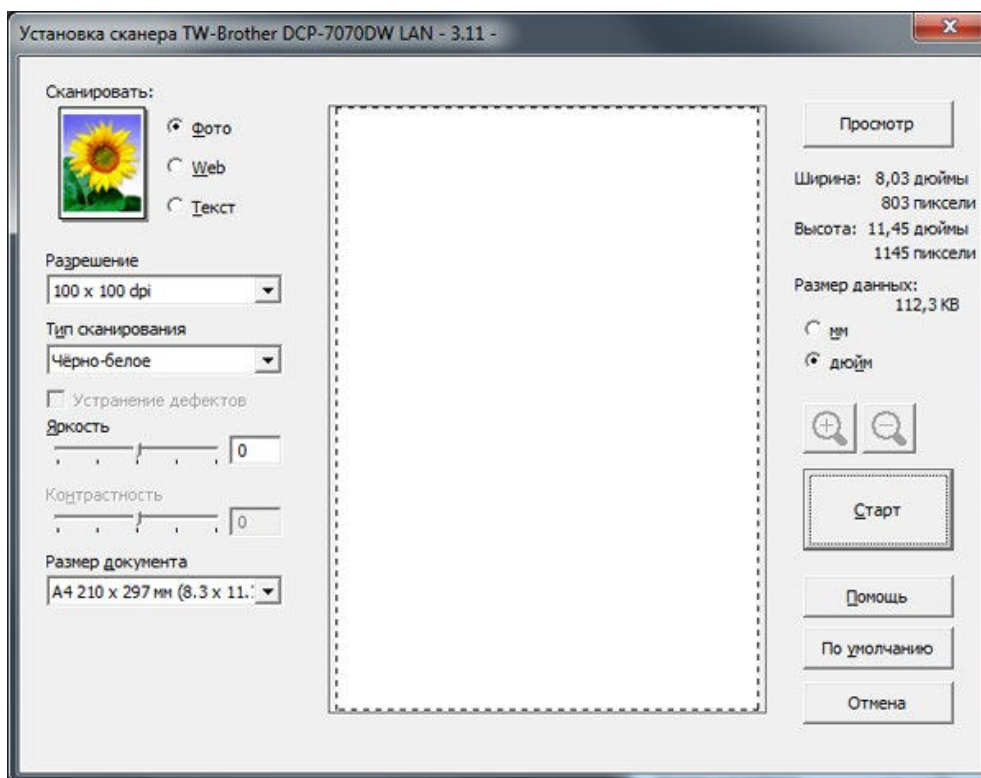 Установка сканера TW-Brother DCP-7070DW LAN - 3.11 -
Сканировать:
Фото
Web
Текст
Разрешение
100 x 100 dpi
Тип сканирования
Чёрно-белое
Устранение дефектов
Яркость
0
Контрастность
0
Размер документа
A4 210 x 297 мм (8.3 x 11.
Просмотр
Ширина: 8,03 дюймы
803 пиксели
Высота: 11,45 дюймы
1145 пиксели
Размер данных:
112,3 KB
мм
дюйм
Старт
Помощь
По умолчанию
Отмена